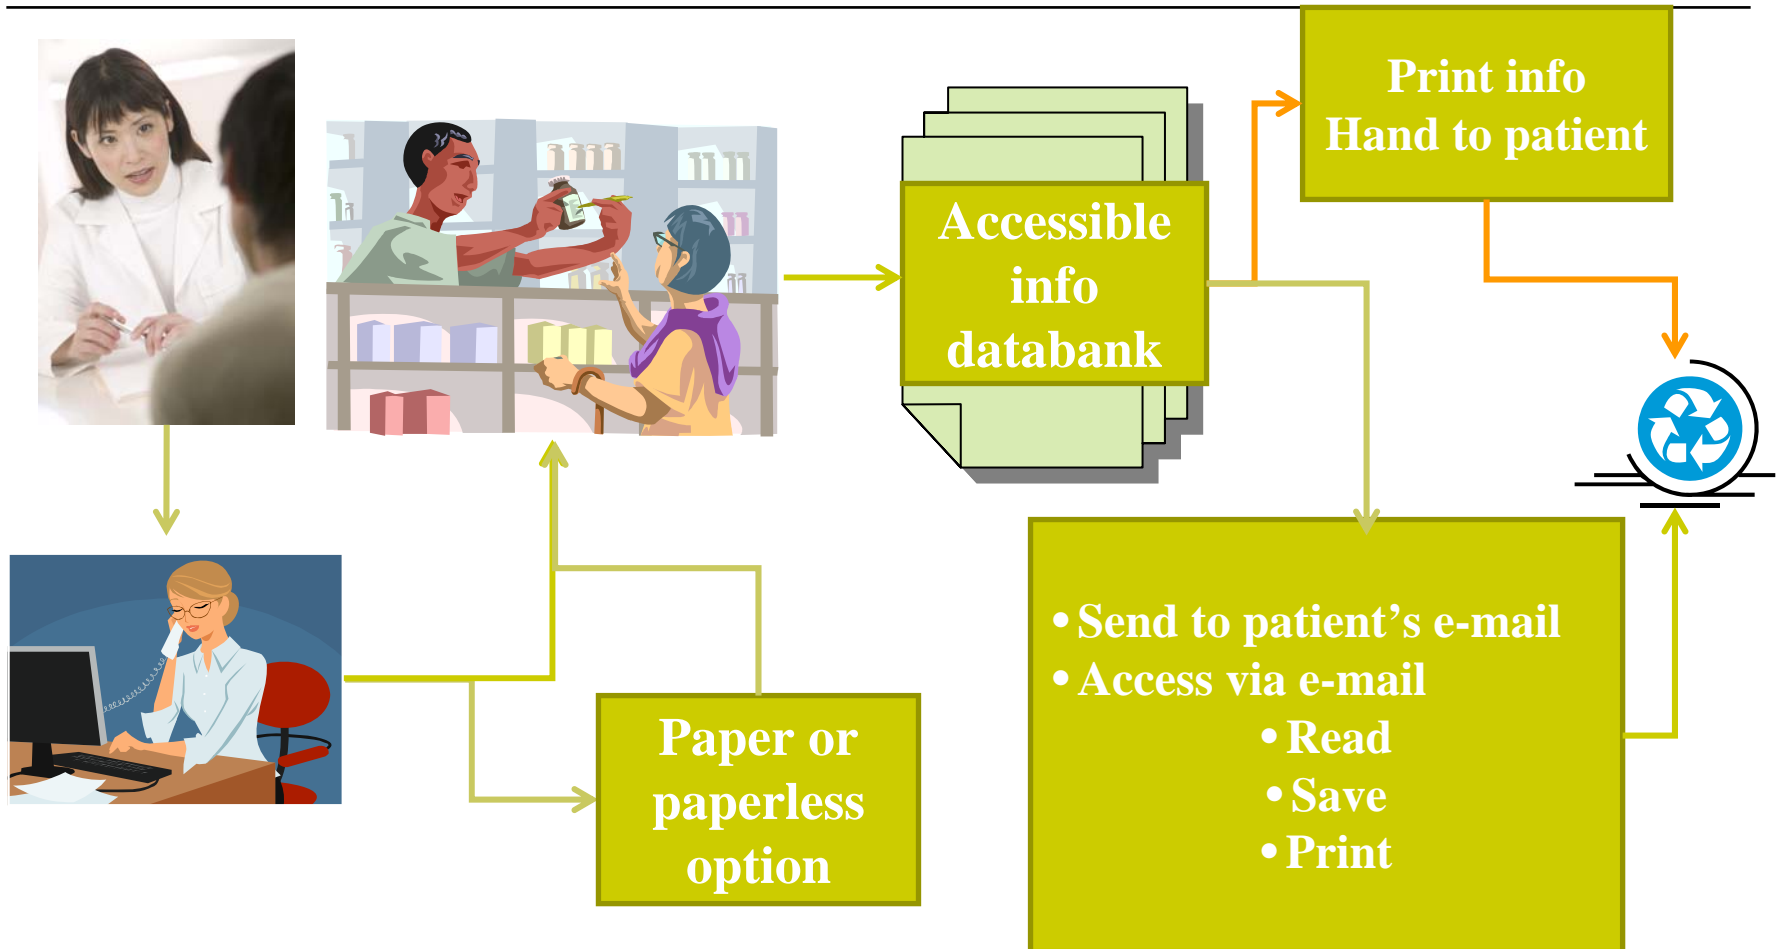 Print info
Hand to patient
Accessible
info
databank
• Send to patient’s e-mail
• Access via e-mail
• Read
• Save
• Print
Paper or
paperless
option